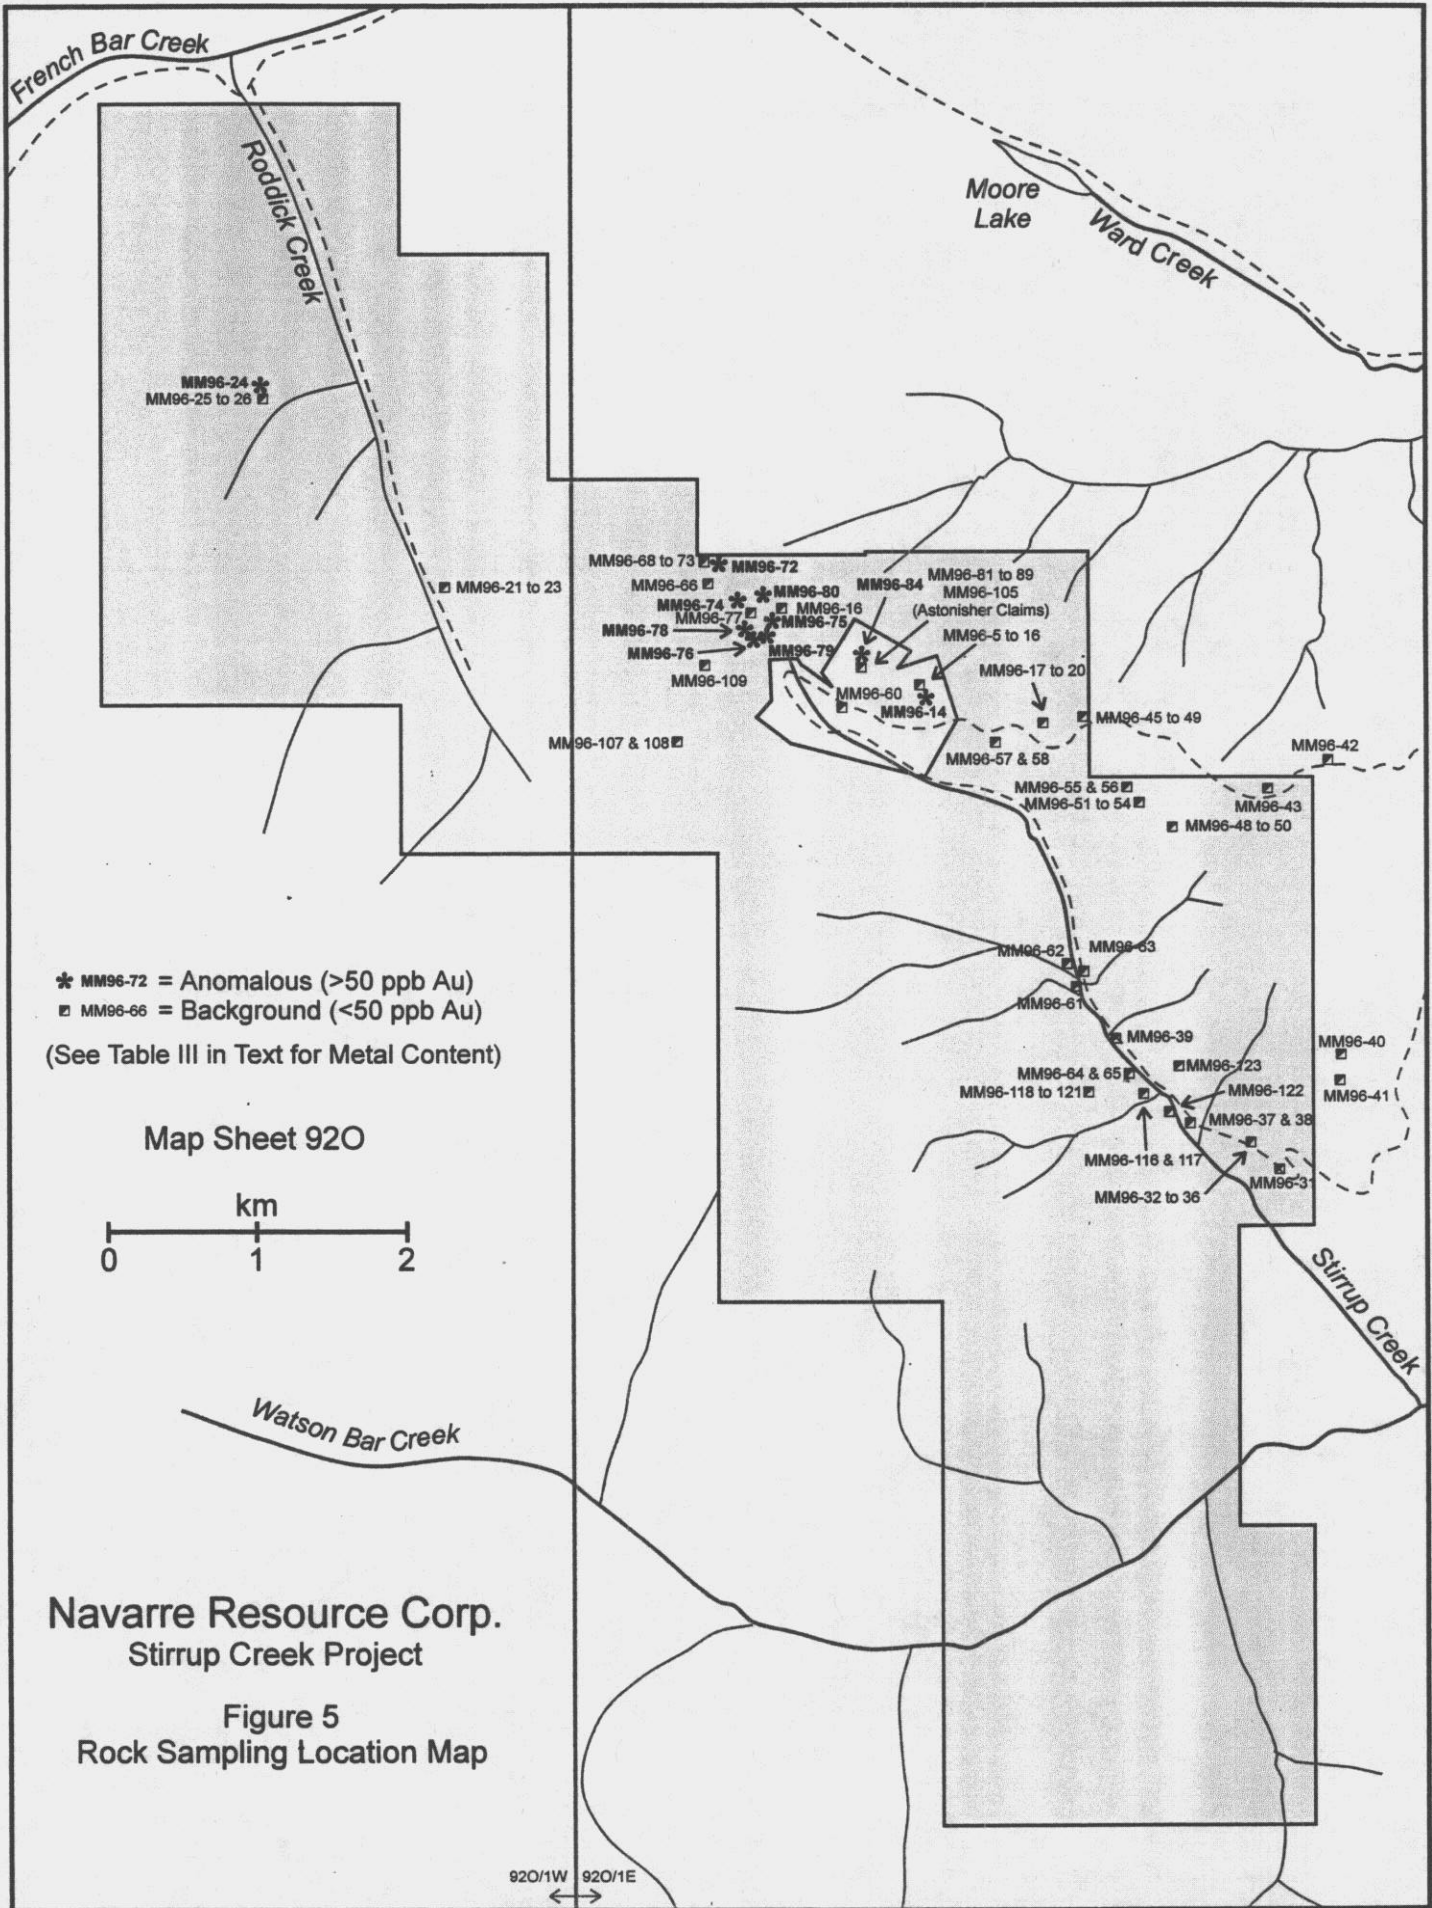 French Bar Creek
Roddick Creek
Moore
Lake
Ward Creek
MM96-24
MM96-25 to 26
MM96-21 to 23
MM96-68 to 73
MM96-72
MM96-66
MM96-80
MM96-74
MM96-77
MM96-16
MM96-75
MM96-78
MM96-76
MM96-79
MM96-109
MM96-84
MM96-81 to 89
MM96-105
(Astonisher Claims)
MM96-5 to 16
MM96-17 to 20
MM96-60
MM96-14
MM96-45 to 49
MM96-107 & 108
MM96-57 & 58
MM96-42
MM96-55 & 56
MM96-51 to 54
MM96-43
MM96-48 to 50
MM96-62
MM96-63
MM96-61
MM96-39
MM96-40
MM96-64 & 65
MM96-123
MM96-118 to 121
MM96-122
MM96-41
MM96-37 & 38
MM96-116 & 117
MM96-31
MM96-32 to 36
MM96-72 = Anomalous (>50 ppb Au)
MM96-66 = Background (<50 ppb Au)
(See Table III in Text for Metal Content)
Map Sheet 92O
km
0 1 2
Stirrup Creek
Watson Bar Creek
Navarre Resource Corp.
Stirrup Creek Project
Figure 5
Rock Sampling Location Map
92O/1W 92O/1E